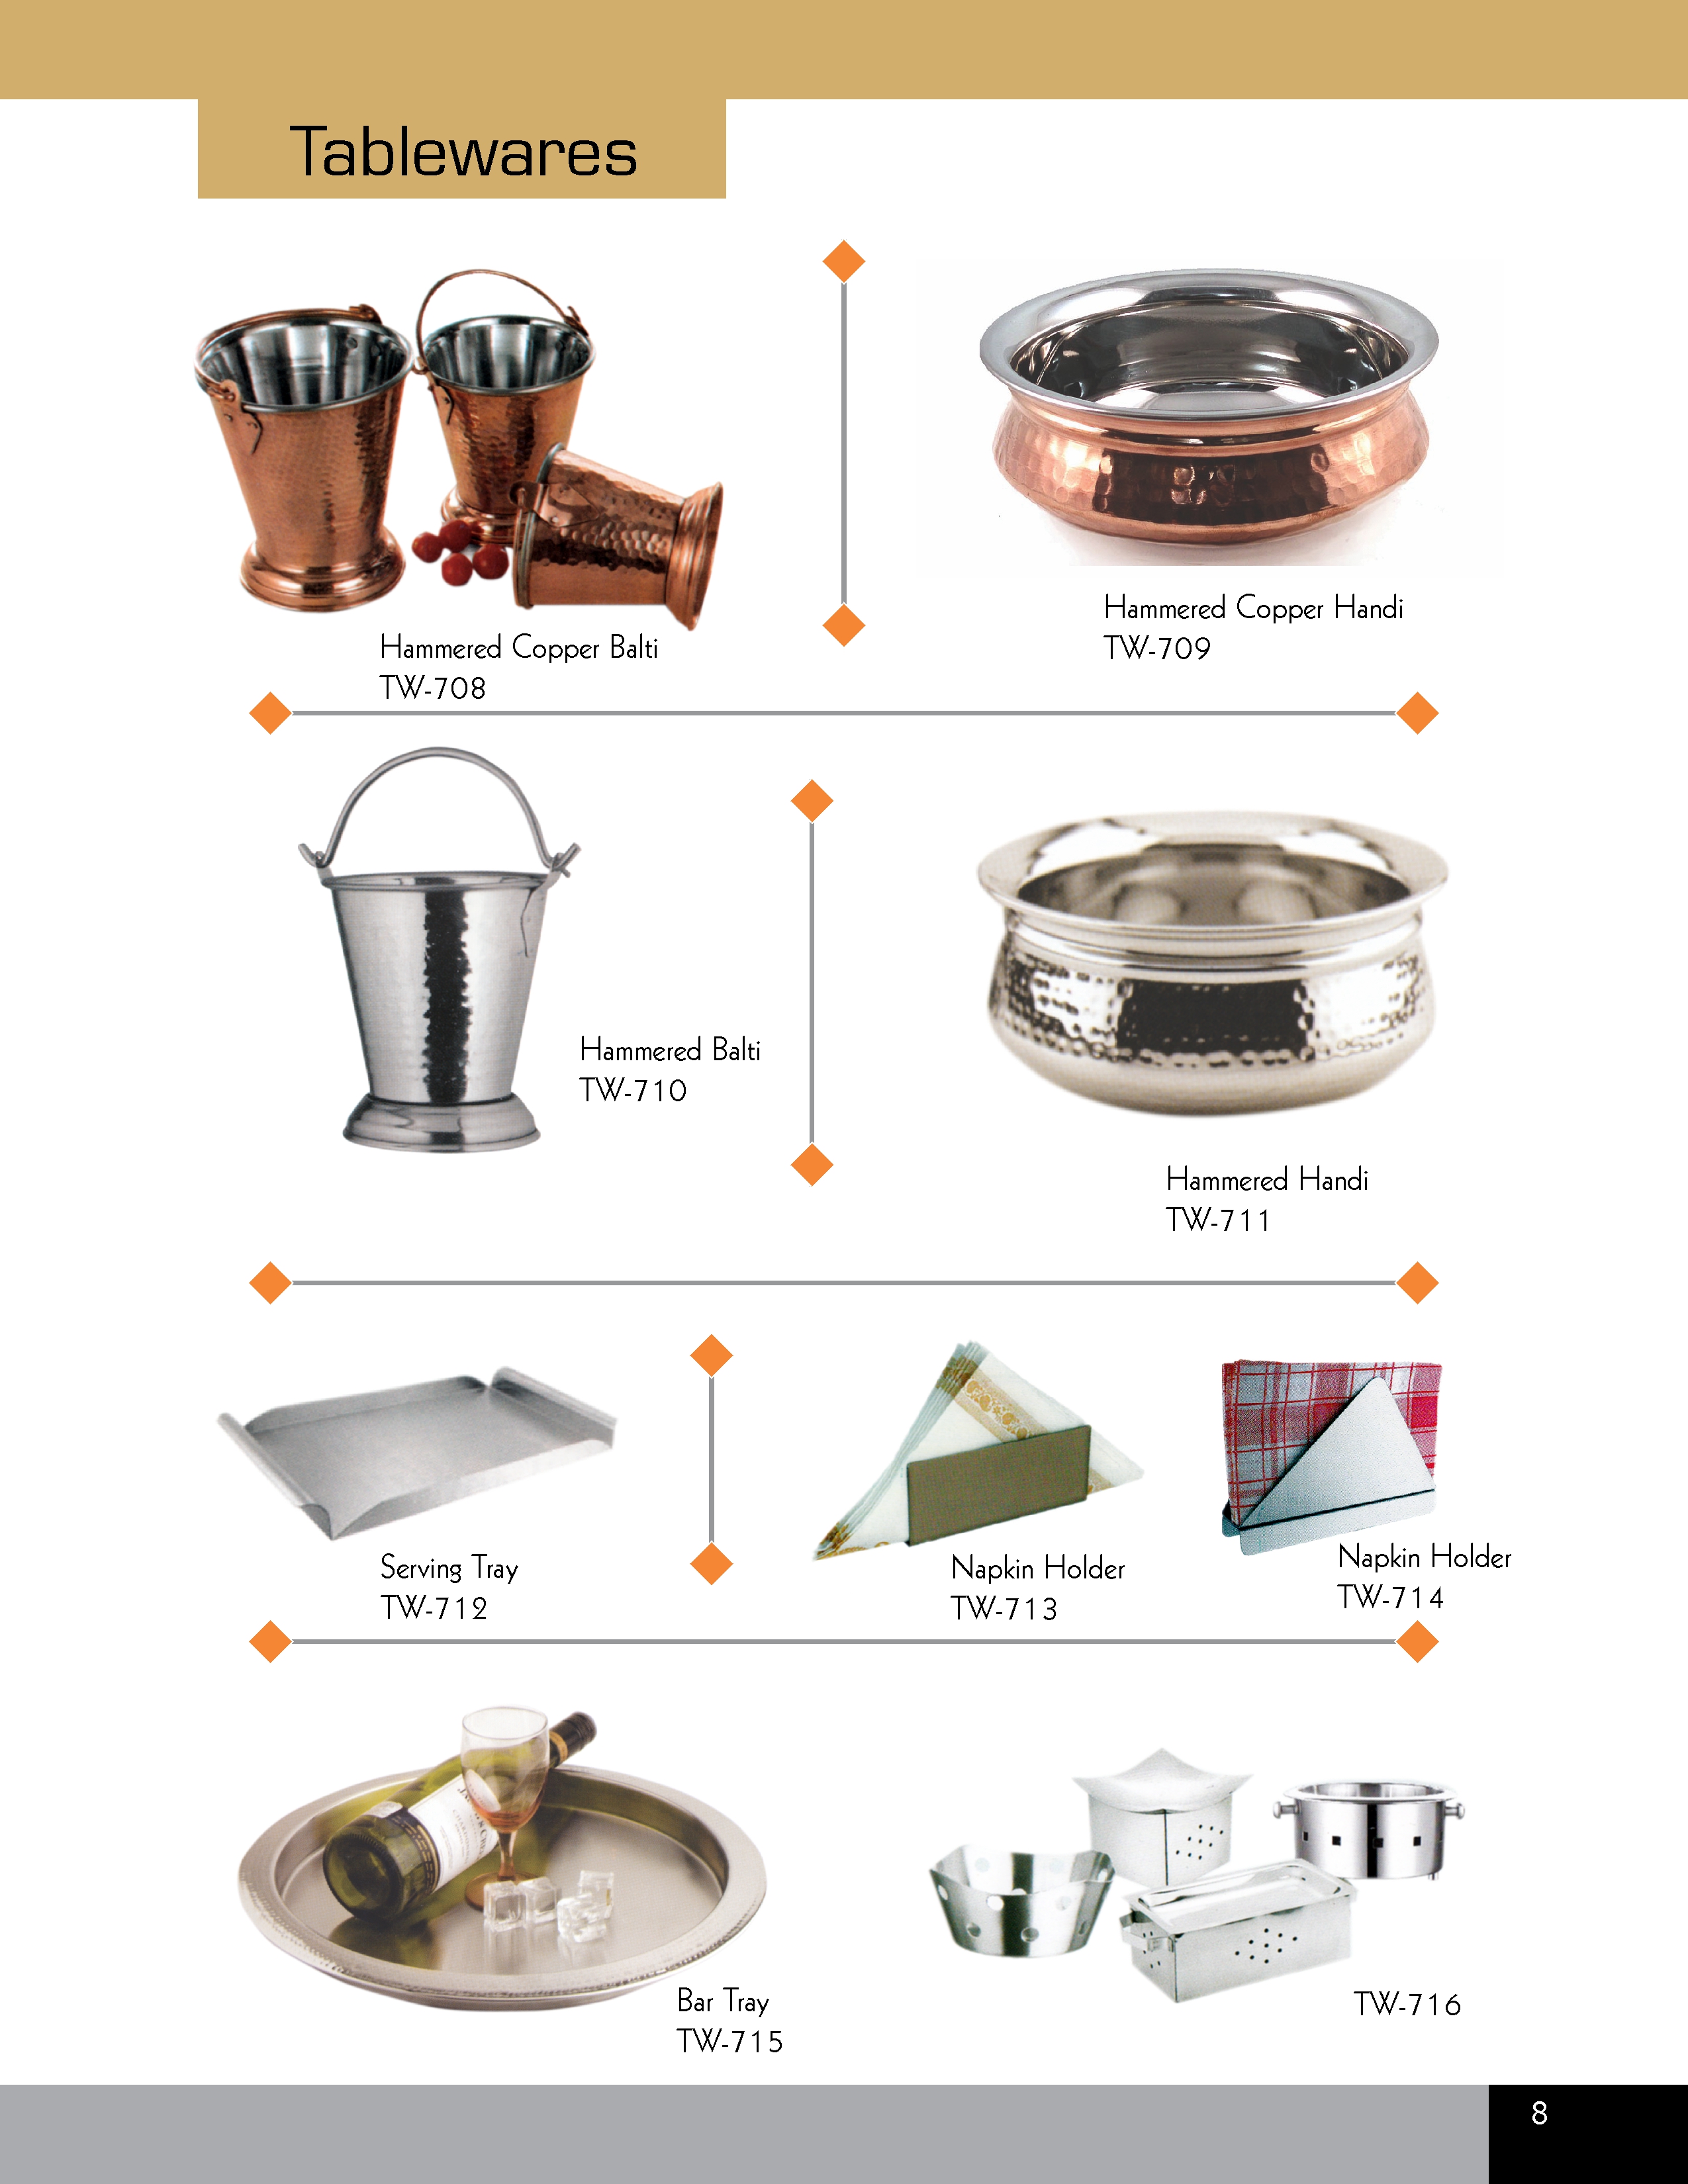 Tablewares
Hammered Copper Balti
TW-708
Hammered Copper Handi
TW-709
Hammered Balti
TW-710
Hammered Handi
TW-711
Serving Tray
TW-712
Napkin Holder
TW-713
Napkin Holder
TW-714
Bar Tray
TW-715
TW-716
8